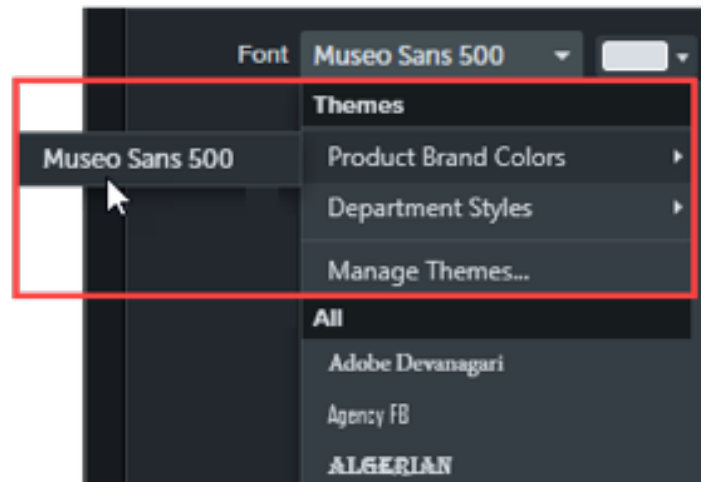 Font Museo Sans 500
Themes
Museo Sans 500
Product Brand Colors
Department Styles
Manage Themes...
All
Adobe Devanagari
Agency FB
ALGERIAN